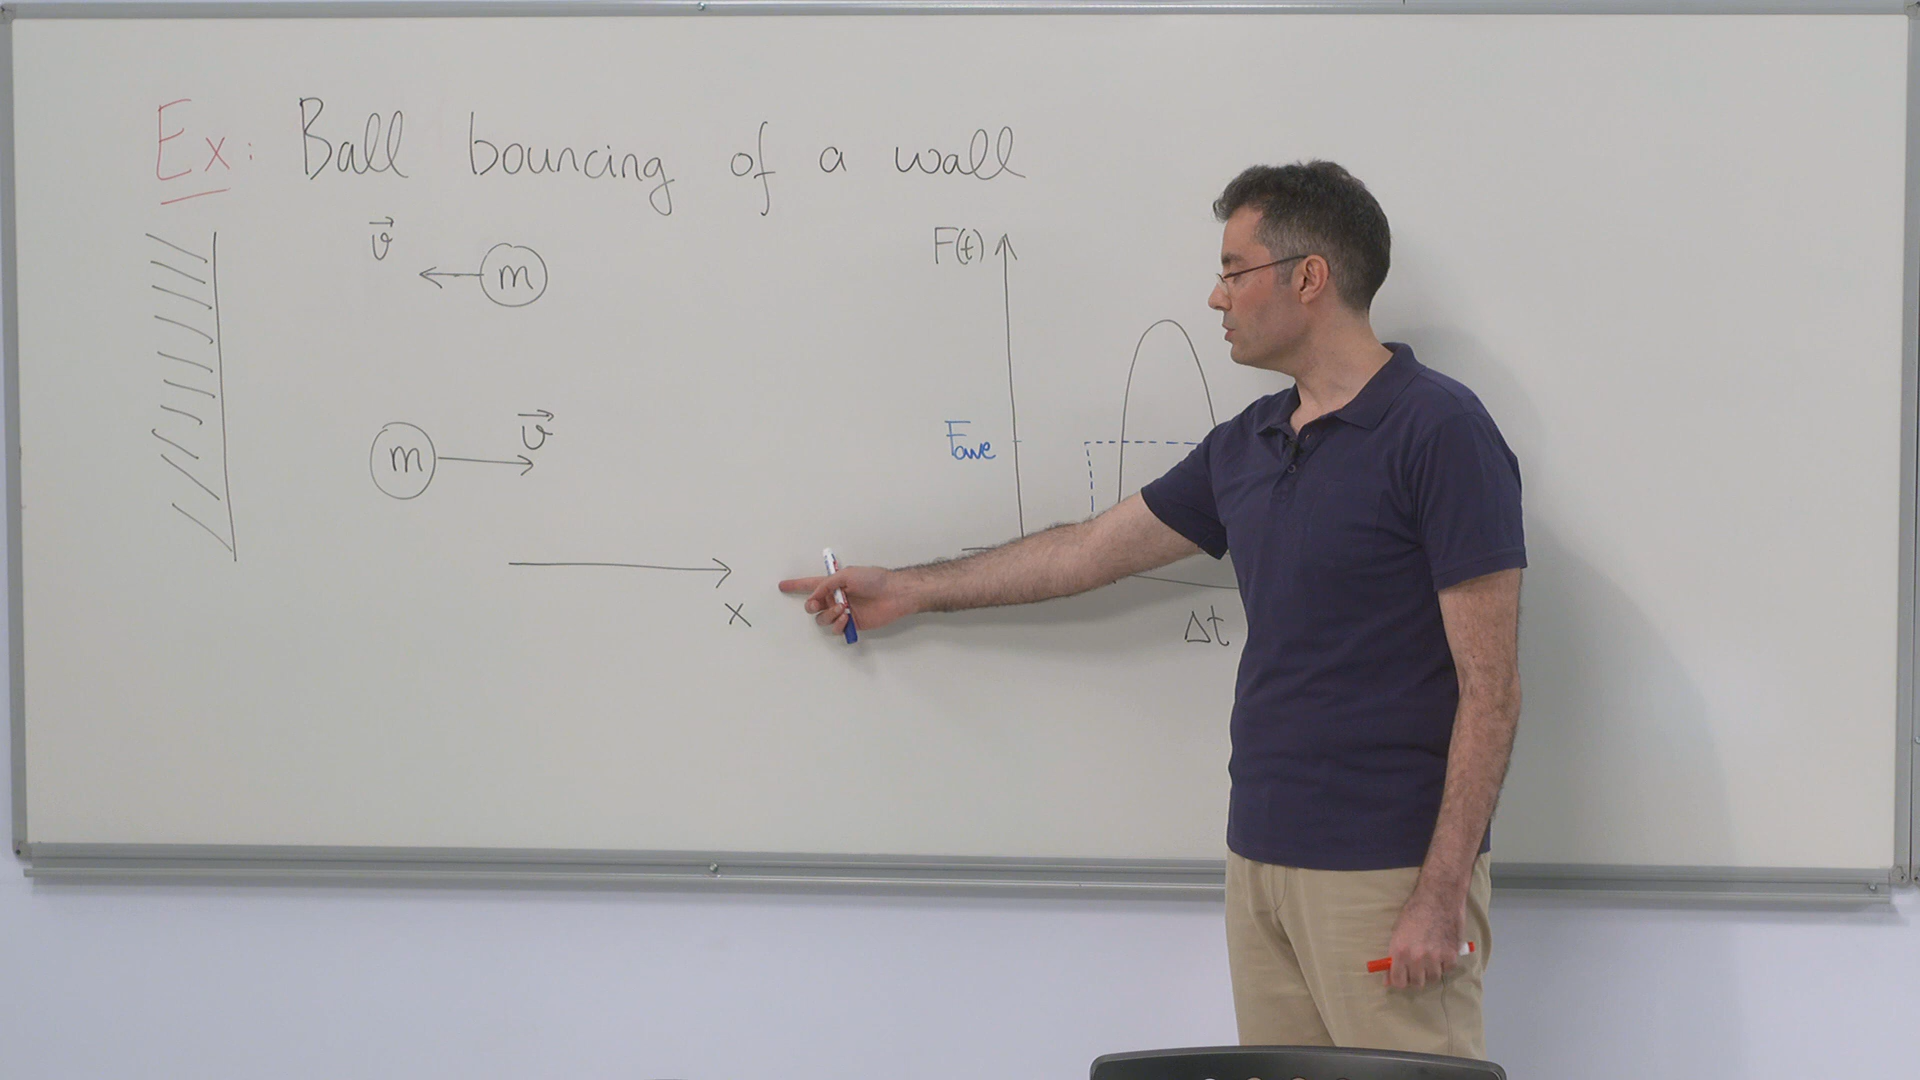 Ex: Ball bouncing of a wall
v⃗
m
m
v⃗
x
F(t)
Fave
Δt